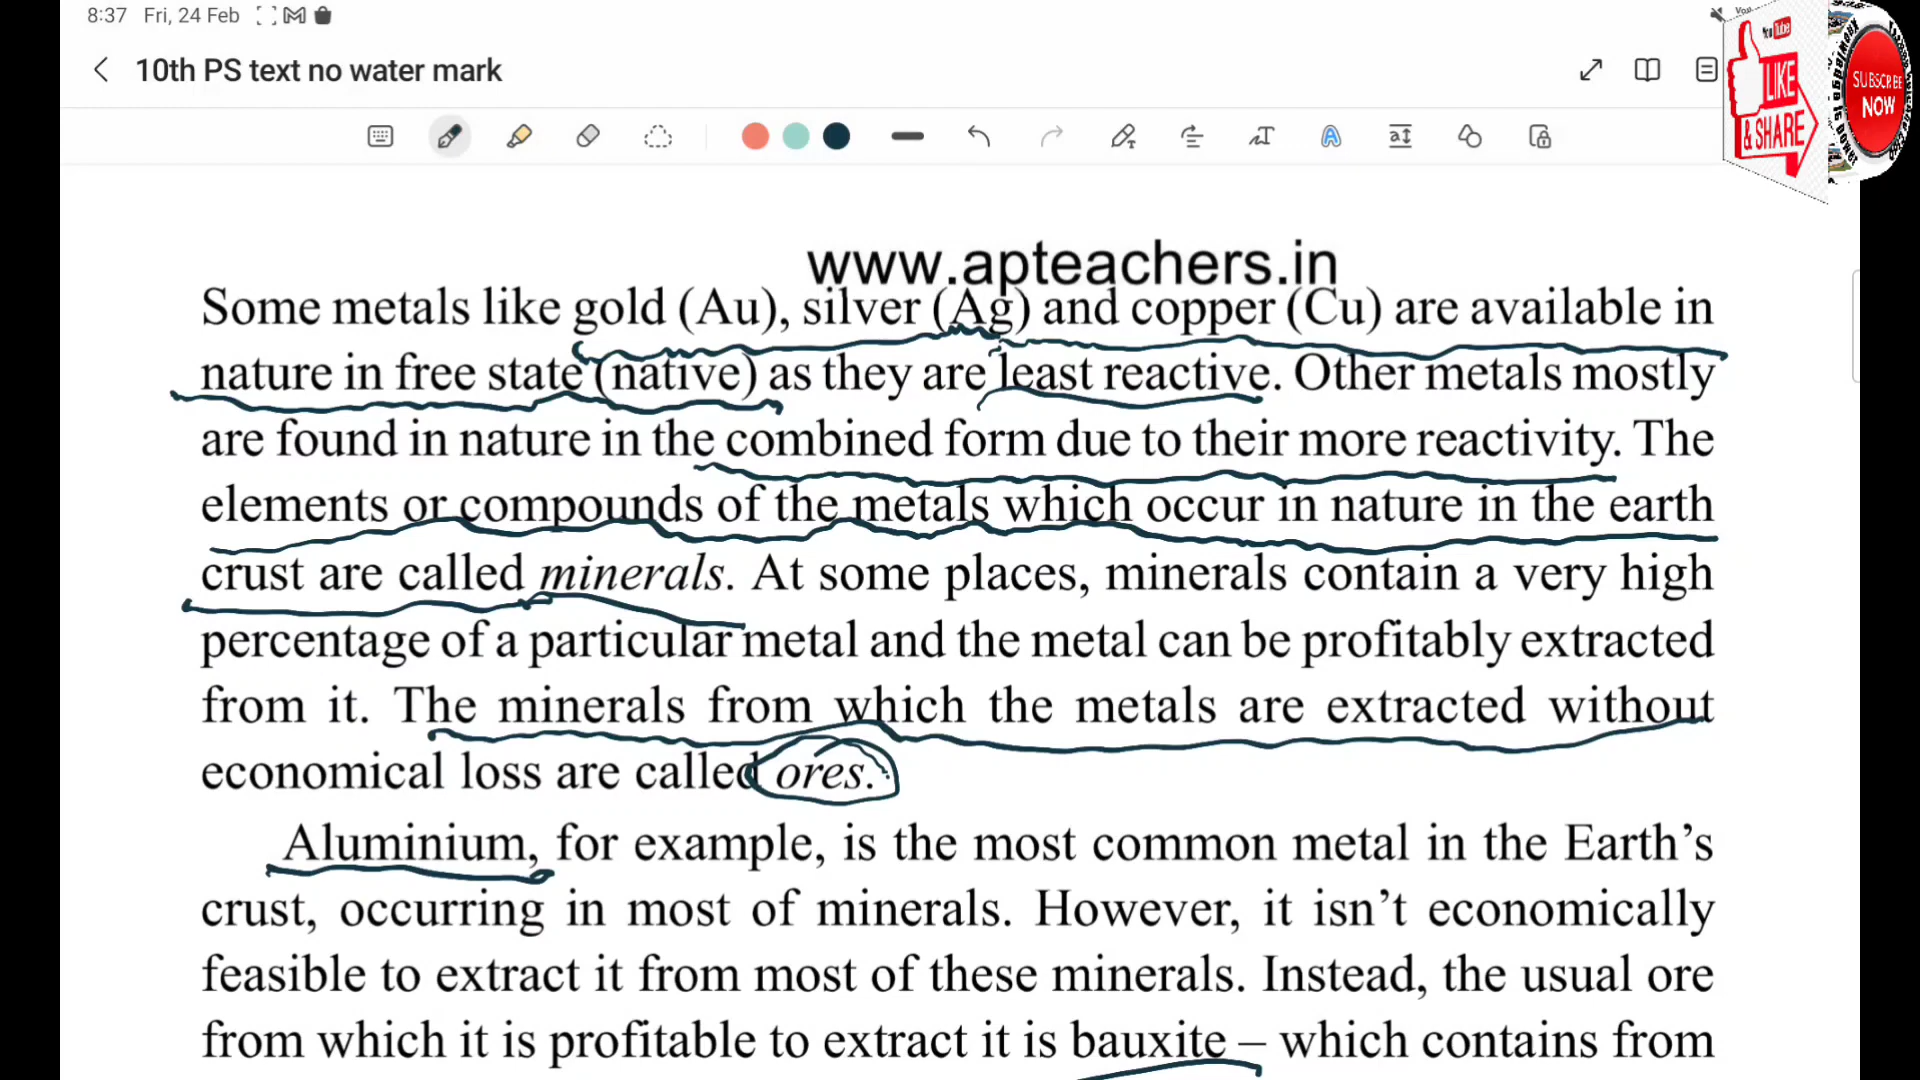 8:37 Fri, 24 Feb
10th PS text no water mark
YouTube
LIKE
& SHARE
SUBSCRIBE
NOW
www.apteachers.in
Some metals like gold (Au), silver (Ag) and copper (Cu) are available in
nature in free state (native) as they are least reactive. Other metals mostly
are found in nature in the combined form due to their more reactivity. The
elements or compounds of the metals which occur in nature in the earth
crust are called minerals. At some places, minerals contain a very high
percentage of a particular metal and the metal can be profitably extracted
from it. The minerals from which the metals are extracted without
economical loss are called ores.
Aluminium, for example, is the most common metal in the Earth’s
crust, occurring in most of minerals. However, it isn’t economically
feasible to extract it from most of these minerals. Instead, the usual ore
from which it is profitable to extract it is bauxite – which contains from